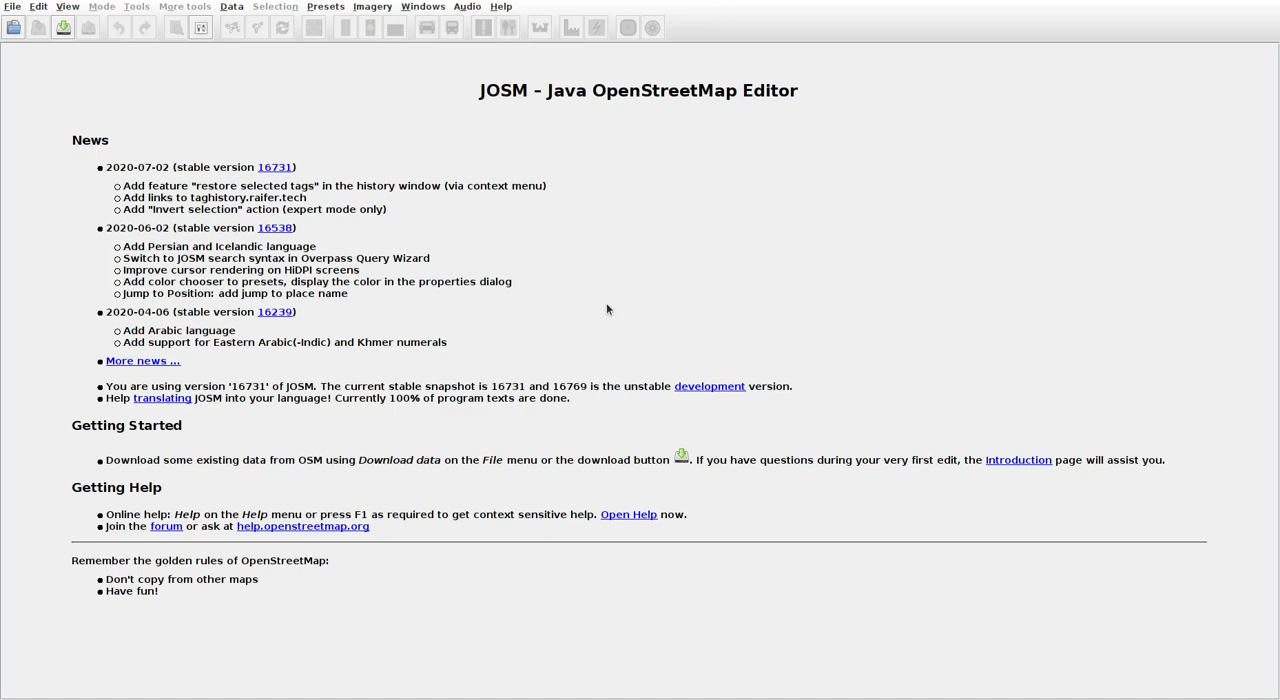 File Edit View Mode Tools More tools Data Selection Presets Imagery Windows Audio Help
JOSM – Java OpenStreetMap Editor
News
2020-07-02 (stable version 16731)
Add feature "restore selected tags" in the history window (via context menu)
Add links to taghistory.raifer.tech
Add "Invert selection" action (expert mode only)
2020-06-02 (stable version 16538)
Add Persian and Icelandic language
Switch to JOSM search syntax in Overpass Query Wizard
Improve cursor rendering on HiDPI screens
Add color chooser to presets, display the color in the properties dialog
Jump to Position: add jump to place name
2020-04-06 (stable version 16239)
Add Arabic language
Add support for Eastern Arabic(-Indic) and Khmer numerals
More news ...
You are using version '16731' of JOSM. The current stable snapshot is 16731 and 16769 is the unstable development version.
Help translating JOSM into your language! Currently 100% of program texts are done.
Getting Started
Download some existing data from OSM using Download data on the File menu or the download button . If you have questions during your very first edit, the Introduction page will assist you.
Getting Help
Online help: Help on the Help menu or press F1 as required to get context sensitive help. Open Help now.
Join the forum or ask at help.openstreetmap.org
Remember the golden rules of OpenStreetMap:
Don't copy from other maps
Have fun!